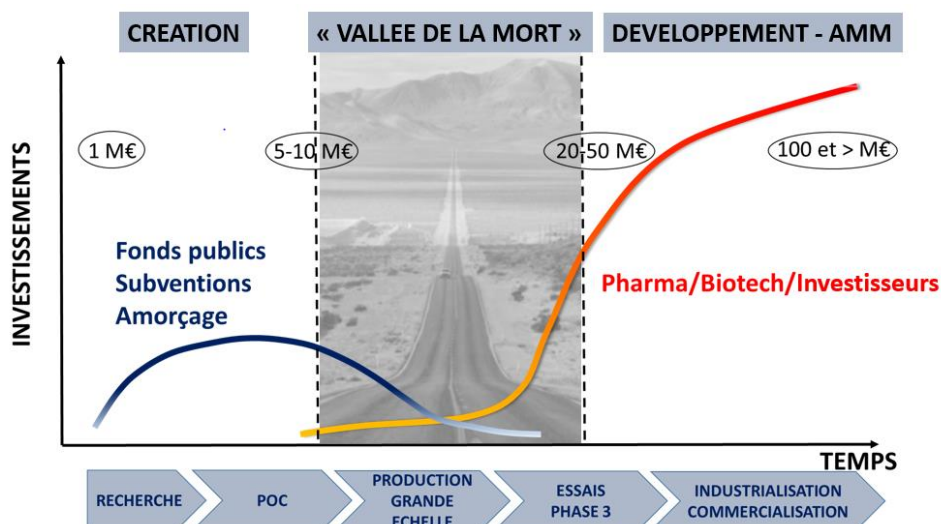 CREATION
« VALLEE DE LA MORT »
DEVELOPPEMENT - AMM
INVESTISSEMENTS
1 M€
5-10 M€
20-50 M€
100 et > M€
Fonds publics
Subventions
Amorçage
Pharma/Biotech/Investisseurs
TEMPS
RECHERCHE
POC
PRODUCTION
GRANDE
ECHELLE
ESSAIS
PHASE 3
INDUSTRIALISATION
COMMERCIALISATION